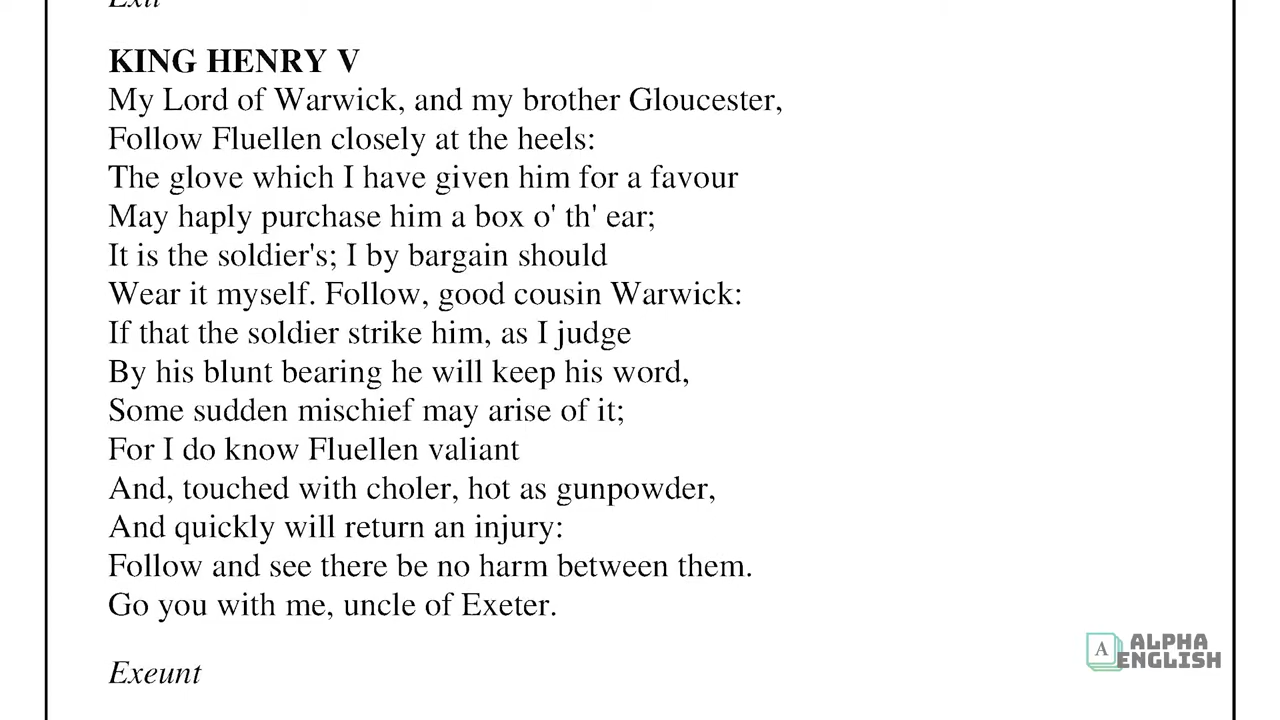 Exit
KING HENRY V
My Lord of Warwick, and my brother Gloucester,
Follow Fluellen closely at the heels:
The glove which I have given him for a favour
May haply purchase him a box o' th' ear;
It is the soldier's; I by bargain should
Wear it myself. Follow, good cousin Warwick:
If that the soldier strike him, as I judge
By his blunt bearing he will keep his word,
Some sudden mischief may arise of it;
For I do know Fluellen valiant
And, touched with choler, hot as gunpowder,
And quickly will return an injury:
Follow and see there be no harm between them.
Go you with me, uncle of Exeter.
Exeunt
A
ALPHA
ENGLISH